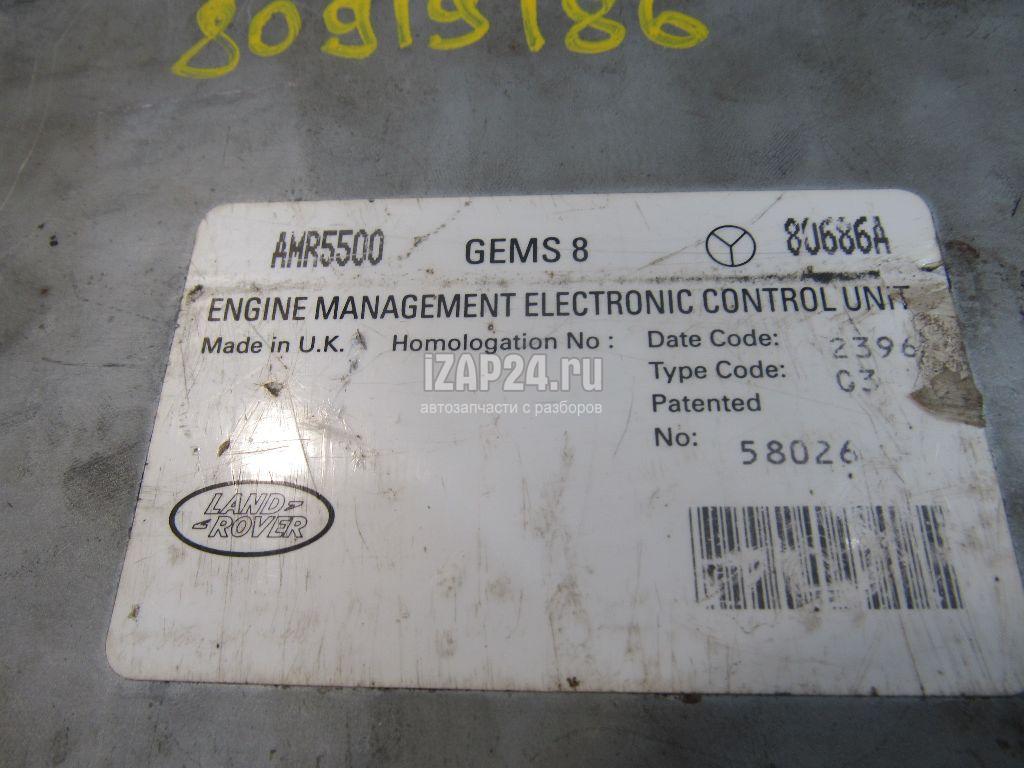 80919186
AMR5500 GEMS 8 80686A
ENGINE MANAGEMENT ELECTRONIC CONTROL UNIT
Made in U.K. Homologation No : Date Code: 2396
Type Code: C3
Patented
No: 58026
iZAP24.ru
автозапчасти с разборов
LAND
ROVER